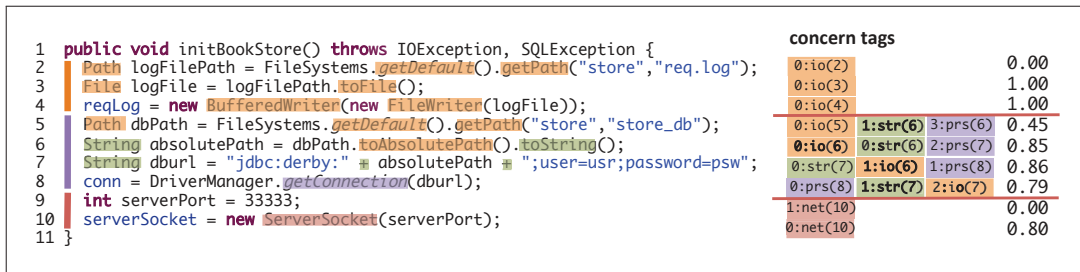 concern tags
1 public void initBookStore() throws IOException, SQLException {
2 Path logFilePath = FileSystems.getDefault().getPath("store","req.log"); 0:io(2) 0.00
3 File logFile = logFilePath.toFile(); 0:io(3) 1.00
4 reqLog = new BufferedWriter(new FileWriter(logFile)); 0:io(4) 1.00
5 Path dbPath = FileSystems.getDefault().getPath("store","store_db"); 0:io(5) 1:str(6) 3:prs(6) 0.45
6 String absolutePath = dbPath.toAbsolutePath().toString(); 0:io(6) 0:str(6) 2:prs(7) 0.85
7 String dburl = "jdbc:derby:" + absolutePath + ";user=usr;password=psw"; 0:str(7) 1:io(6) 1:prs(8) 0.86
8 conn = DriverManager.getConnection(dburl); 0:prs(8) 1:str(7) 2:io(7) 0.79
9 int serverPort = 33333; 1:net(10) 0.00
10 serverSocket = new ServerSocket(serverPort); 0:net(10) 0.80
11 }